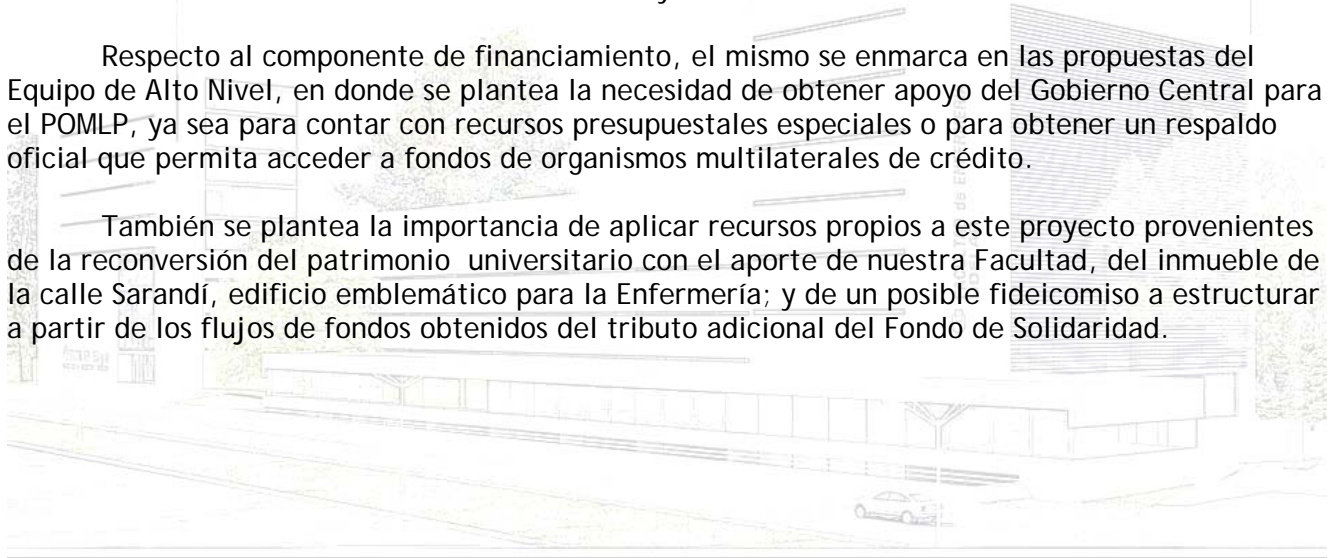 Respecto al componente de financiamiento, el mismo se enmarca en las propuestas del
Equipo de Alto Nivel, en donde se plantea la necesidad de obtener apoyo del Gobierno Central para
el POMLP, ya sea para contar con recursos presupuestales especiales o para obtener un respaldo
oficial que permita acceder a fondos de organismos multilaterales de crédito.
También se plantea la importancia de aplicar recursos propios a este proyecto provenientes
de la reconversión del patrimonio universitario con el aporte de nuestra Facultad, del inmueble de
la calle Sarandí, edificio emblemático para la Enfermería; y de un posible fideicomiso a estructurar
a partir de los flujos de fondos obtenidos del tributo adicional del Fondo de Solidaridad.